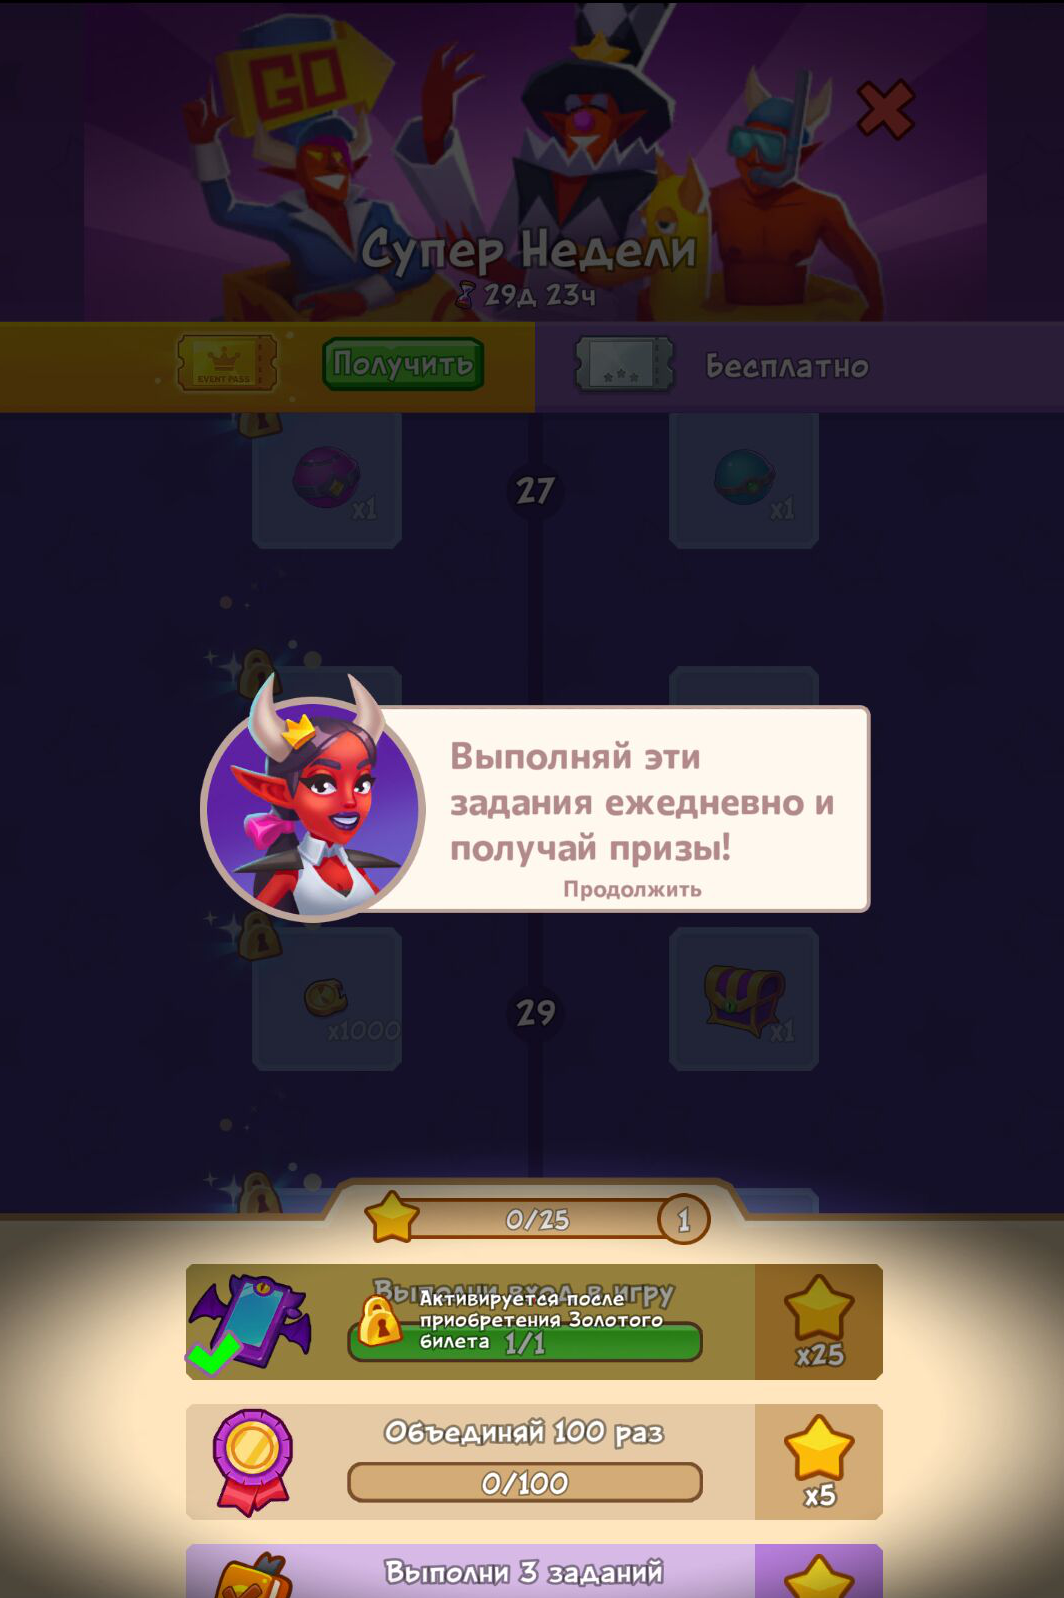 GO
Супер Недели
29д 23ч
EVENT PASS
Получить
Бесплатно
x1
27
x1
Выполняй эти
задания ежедневно и
получай призы!
Продолжить
x1000
29
x1
0/25
1
Выполни вход в игру
Активируется после
приобретения Золотого
билета
1/1
x25
Объединяй 100 раз
0/100
x5
Выполни 3 заданий